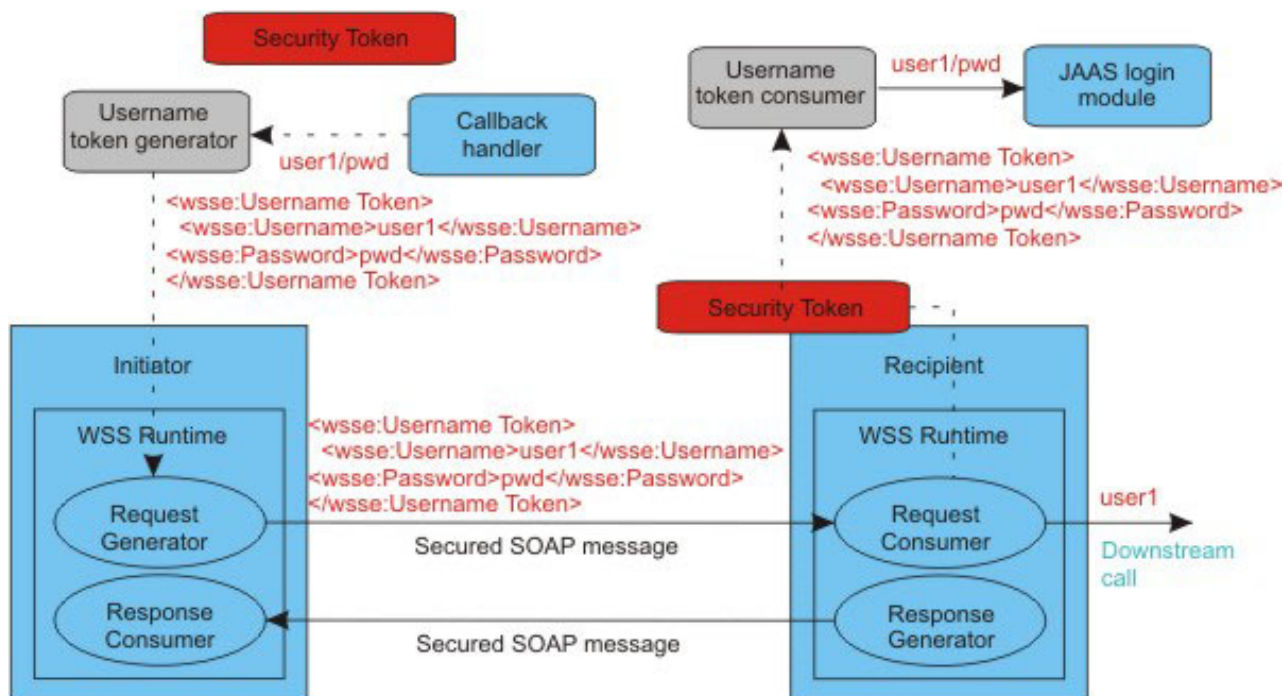 Security Token
Username
token generator
Callback
handler
user1/pwd
<wsse:Username Token>
<wsse:Username>user1</wsse:Username>
<wsse:Password>pwd</wsse:Password>
</wsse:Username Token>
Username
token consumer
user1/pwd
JAAS login
module
<wsse:Username Token>
<wsse:Username>user1</wsse:Username>
<wsse:Password>pwd</wsse:Password>
</wsse:Username Token>
Security Token
Initiator
WSS Runtime
Request
Generator
Response
Consumer
<wsse:Username Token>
<wsse:Username>user1</wsse:Username>
<wsse:Password>pwd</wsse:Password>
</wsse:Username Token>
Secured SOAP message
Secured SOAP message
Recipient
WSS Runtime
Request
Consumer
Response
Generator
user1
Downstream
call